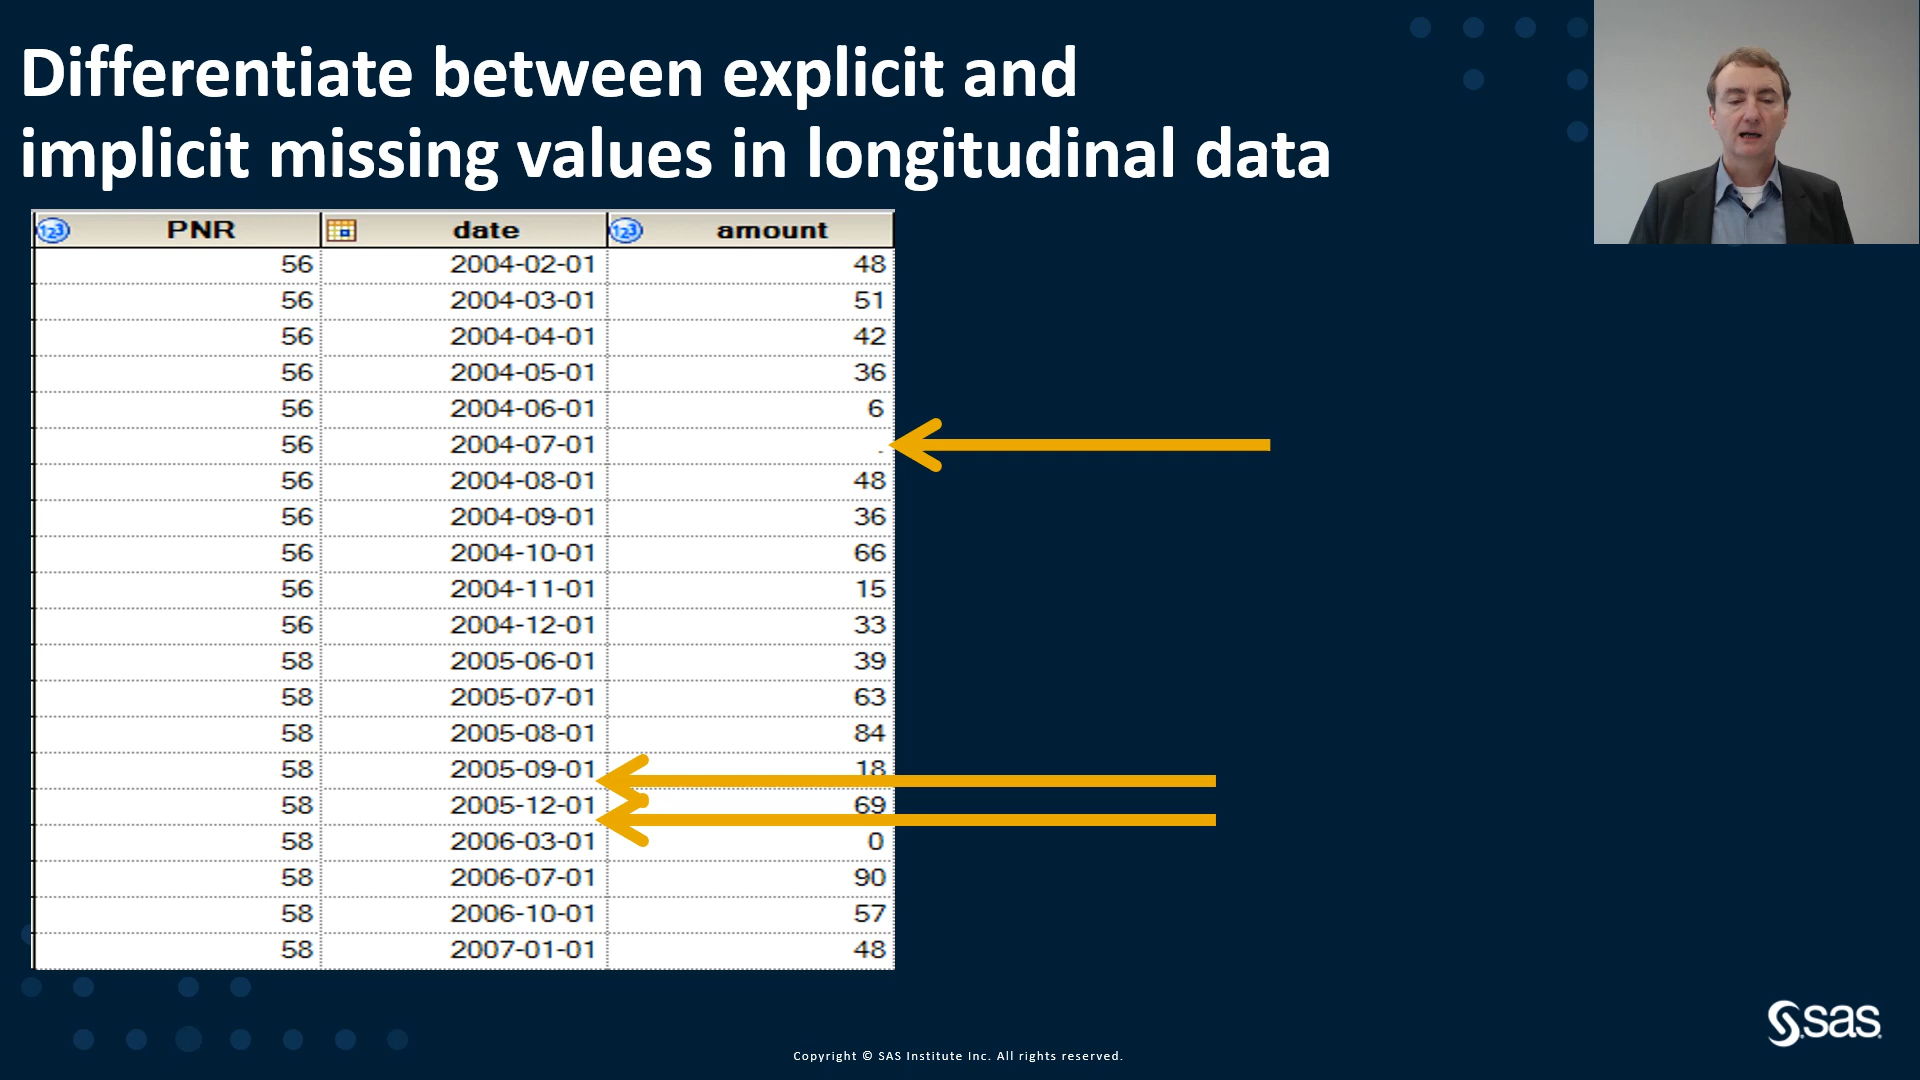 Differentiate between explicit and
implicit missing values in longitudinal data
123 PNR date 123 amount
56 2004-02-01 48
56 2004-03-01 51
56 2004-04-01 42
56 2004-05-01 36
56 2004-06-01 6
56 2004-07-01 .
56 2004-08-01 48
56 2004-09-01 36
56 2004-10-01 66
56 2004-11-01 15
56 2004-12-01 33
58 2005-06-01 39
58 2005-07-01 63
58 2005-08-01 84
58 2005-09-01 18
58 2005-12-01 69
58 2006-03-01 0
58 2006-07-01 90
58 2006-10-01 57
58 2007-01-01 48
sas
Copyright © SAS Institute Inc. All rights reserved.